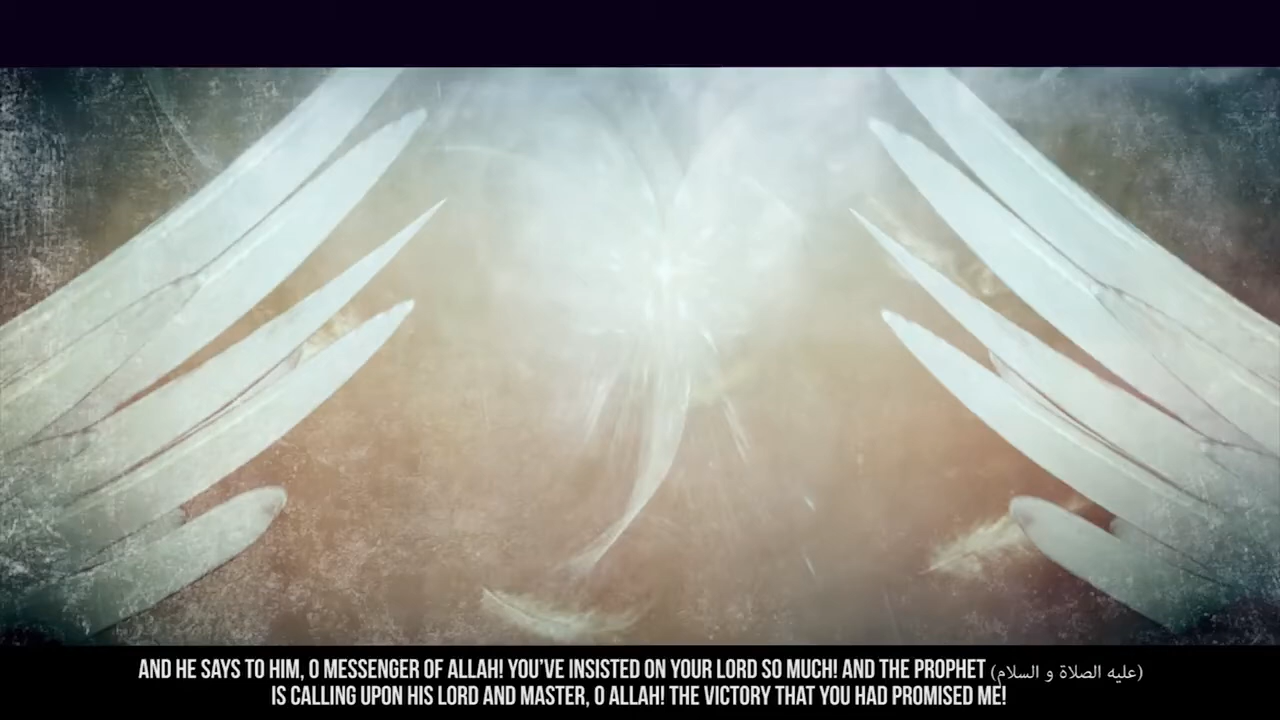 AND HE SAYS TO HIM, O MESSENGER OF ALLAH! YOU'VE INSISTED ON YOUR LORD SO MUCH! AND THE PROPHET (عليه الصلاة و السلام)
IS CALLING UPON HIS LORD AND MASTER, O ALLAH! THE VICTORY THAT YOU HAD PROMISED ME!